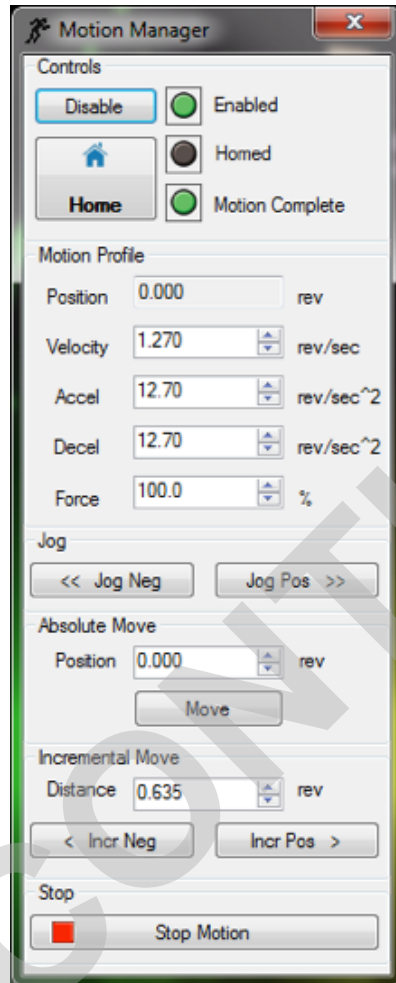 Motion Manager
Controls
Disable Enabled
Homed
Home Motion Complete
Motion Profile
Position 0.000 rev
Velocity 1.270 rev/sec
Accel 12.70 rev/sec^2
Decel 12.70 rev/sec^2
Force 100.0 %
Jog
<< Jog Neg Jog Pos >>
Absolute Move
Position 0.000 rev
Move
Incremental Move
Distance 0.635 rev
< Incr Neg Incr Pos >
Stop
Stop Motion